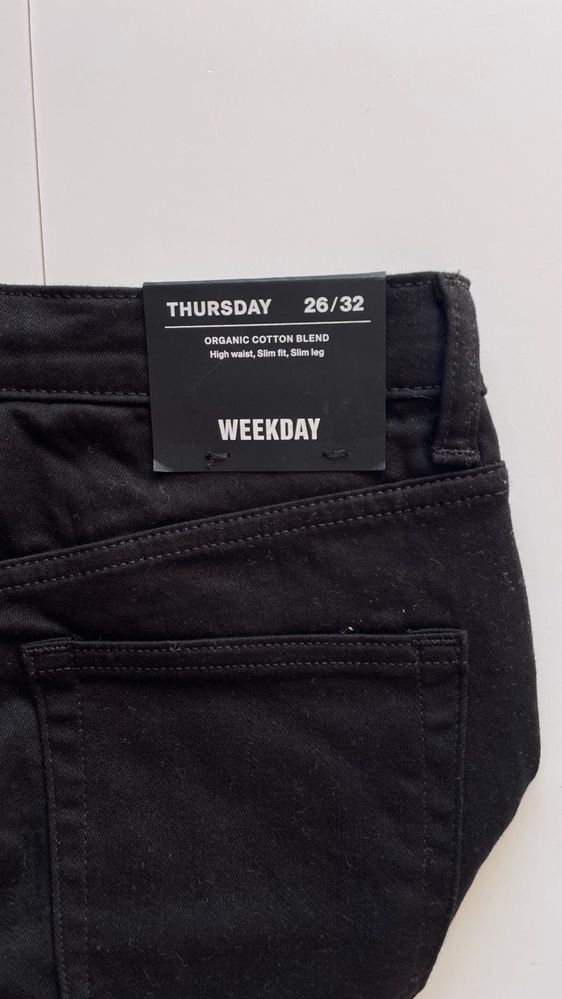 THURSDAY 26/32
ORGANIC COTTON BLEND
High waist, Slim fit, Slim leg
WEEKDAY